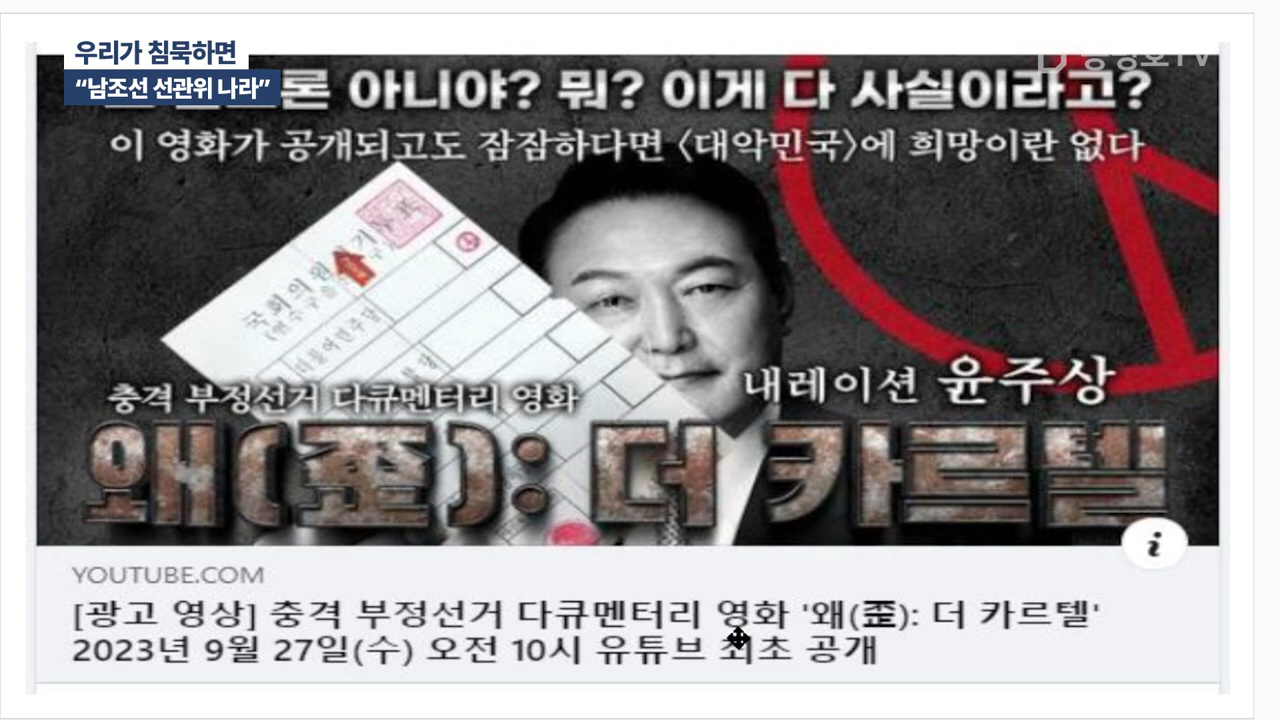 우리가 침묵하면
“남조선 선관위 나라”
론 아니야? 뭐? 이게 다 사실이라고?
이 영화가 공개되고도 잠잠하다면 〈대악민국〉에 희망이란 없다
국회의원
충격 부정선거 다큐멘터리 영화
내레이션 윤주상
왜(歪): 더 카르텔
YOUTUBE.COM
[광고 영상] 충격 부정선거 다큐멘터리 영화 '왜(歪): 더 카르텔'
2023년 9월 27일(수) 오전 10시 유튜브 최초 공개